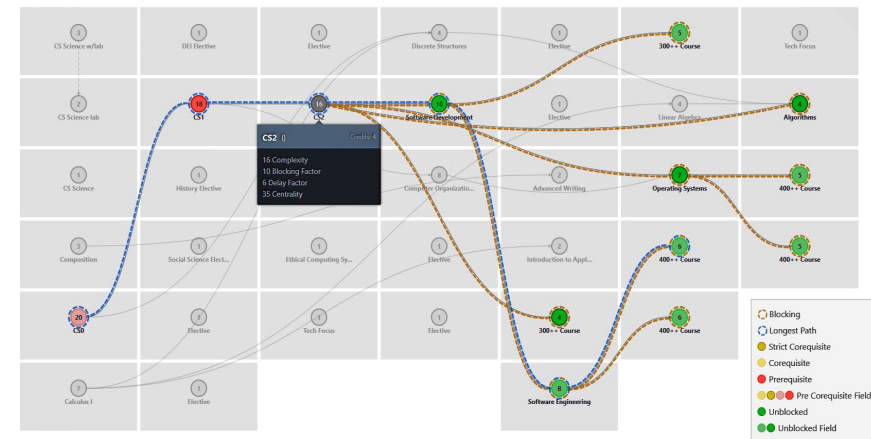 3
1
1
4
1
5
1
CS Science w/lab
DEI Elective
Elective
Discrete Structures
Elective
300++ Course
Tech Focus
2
18
16
10
1
4
4
CS Science lab
CS1
CS2
Software Development
Elective
Linear Algebra
Algorithms
CS2 ()
Credits: 4
16 Complexity
10 Blocking Factor
6 Delay Factor
35 Centrality
1
1
8
2
7
5
CS Science
History Elective
Computer Organizatio...
Advanced Writing
Operating Systems
400++ Course
3
1
1
1
2
6
5
Composition
Social Science Elect...
Ethical Computing Sy...
Elective
Introduction to Appl...
400++ Course
400++ Course
20
1
1
4
6
CS0
Elective
Tech Focus
Elective
300++ Course
400++ Course
7
1
8
Calculus I
Elective
Software Engineering
Blocking
Longest Path
Strict Corequisite
Corequisite
Prerequisite
Pre Corequisite Field
Unblocked
Unblocked Field